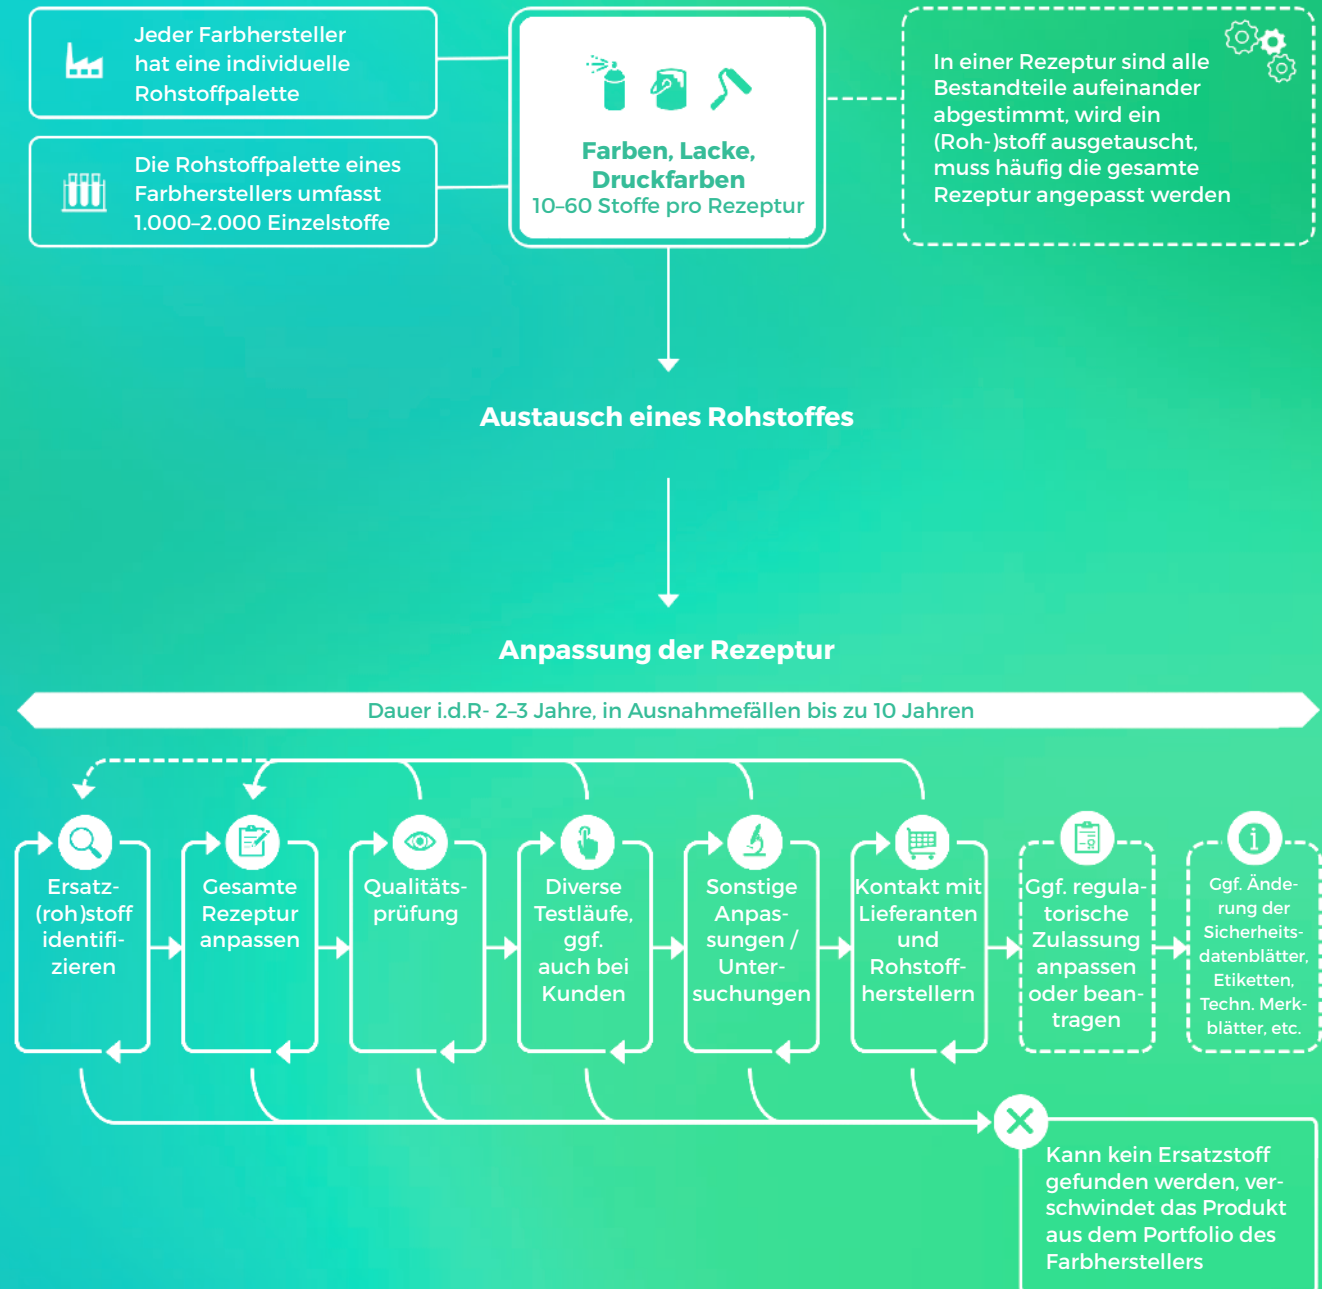 Jeder Farbhersteller
hat eine individuelle
Rohstoffpalette
Die Rohstoffpalette eines
Farbherstellers umfasst
1.000–2.000 Einzelstoffe
Farben, Lacke,
Druckfarben
10–60 Stoffe pro Rezeptur
In einer Rezeptur sind alle
Bestandteile aufeinander
abgestimmt, wird ein
(Roh-)stoff ausgetauscht,
muss häufig die gesamte
Rezeptur angepasst werden
Austausch eines Rohstoffes
Anpassung der Rezeptur
Dauer i.d.R- 2–3 Jahre, in Ausnahmefällen bis zu 10 Jahren
Ersatz-
(roh)stoff
identifi-
zieren
Gesamte
Rezeptur
anpassen
Qualitäts-
prüfung
Diverse
Testläufe,
ggf.
auch bei
Kunden
Sonstige
Anpas-
sungen /
Unter-
suchungen
Kontakt mit
Lieferanten
und
Rohstoff-
herstellern
Ggf. regula-
torische
Zulassung
anpassen
oder bean-
tragen
Ggf. Ände-
rung der
Sicherheits-
datenblätter,
Etiketten,
Techn. Merk-
blätter, etc.
Kann kein Ersatzstoff
gefunden werden, ver-
schwindet das Produkt
aus dem Portfolio des
Farbherstellers